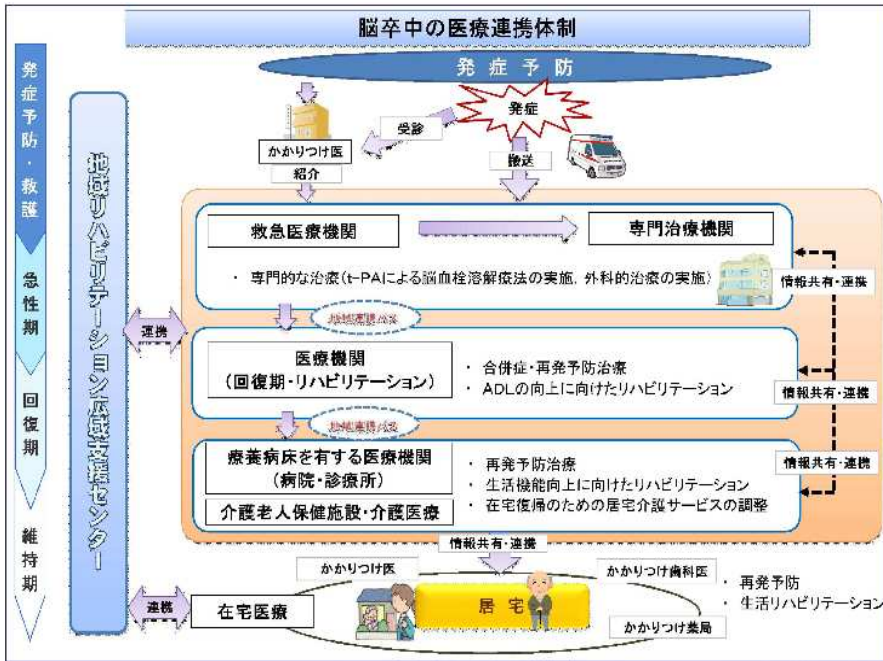 脳卒中の医療連携体制
発症予防
発症予防・救護
急性期
回復期
維持期
地域リハビリテーション広域支援センター
発症
受診
かかりつけ医
紹介
搬送
救急医療機関
専門治療機関
・ 専門的な治療(t-PAによる脳血栓溶解療法の実施，外科的治療の実施)
情報共有・連携
連携
地域連携パス
医療機関
(回復期・リハビリテーション)
・ 合併症・再発予防治療
・ ADLの向上に向けたリハビリテーション
情報共有・連携
地域連携パス
療養病床を有する医療機関
(病院・診療所)
介護老人保健施設・介護医療
・ 再発予防治療
・ 生活機能向上に向けたリハビリテーション
・ 在宅復帰のための居宅介護サービスの調整
情報共有・連携
情報共有・連携
かかりつけ医
かかりつけ歯科医
連携
在宅医療
居宅
かかりつけ薬局
・ 再発予防
・ 生活リハビリテーション